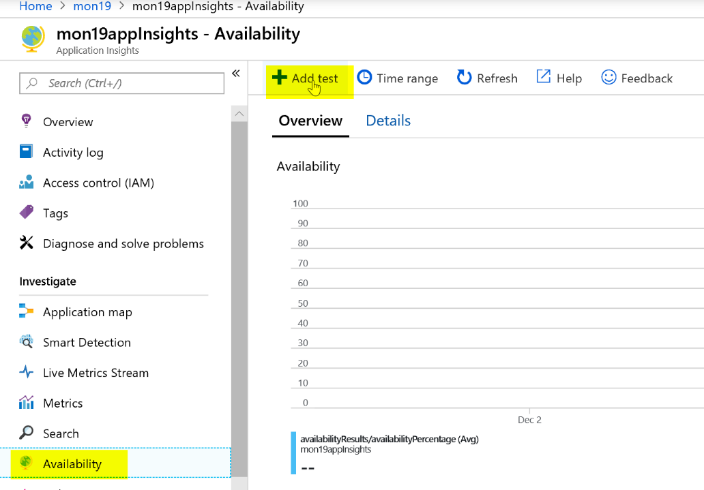 Home > mon19 > mon19appInsights - Availability
mon19appInsights - Availability
Application Insights
Search (Ctrl+/)
«
Overview
Activity log
Access control (IAM)
Tags
Diagnose and solve problems
Investigate
Application map
Smart Detection
Live Metrics Stream
Metrics
Search
Availability
Add test
Time range
Refresh
Help
Feedback
Overview
Details
Availability
100
90
80
70
60
50
40
30
20
10
0
Dec 2
availabilityResults/availabilityPercentage (Avg)
mon19appInsights
--